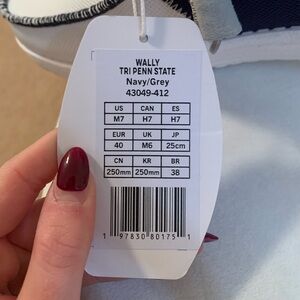 WALLY
TRI PENN STATE
Navy/Grey
43049-412
US CAN ES
M7 H7 H7
EUR UK JP
40 M6 25cm
CN KR BR
250mm 250mm 38
1 97830 80175 1